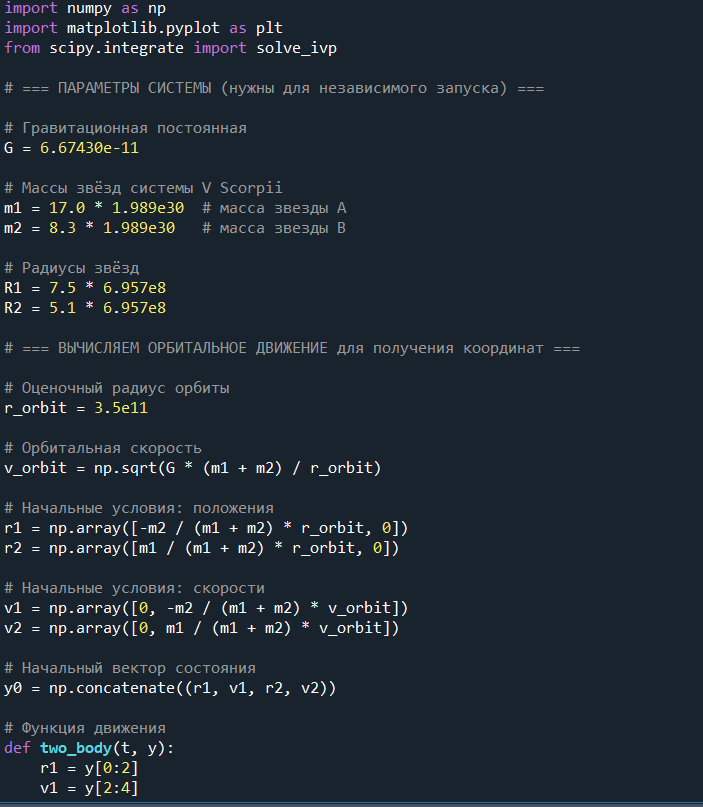 import numpy as np
import matplotlib.pyplot as plt
from scipy.integrate import solve_ivp
# === ПАРАМЕТРЫ СИСТЕМЫ (нужны для независимого запуска) ===
# Гравитационная постоянная
G = 6.67430e-11
# Массы звёзд системы V Scorpii
m1 = 17.0 * 1.989e30  # масса звезды A
m2 = 8.3 * 1.989e30   # масса звезды B
# Радиусы звёзд
R1 = 7.5 * 6.957e8
R2 = 5.1 * 6.957e8
# === ВЫЧИСЛЯЕМ ОРБИТАЛЬНОЕ ДВИЖЕНИЕ для получения координат ===
# Оценочный радиус орбиты
r_orbit = 3.5e11
# Орбитальная скорость
v_orbit = np.sqrt(G * (m1 + m2) / r_orbit)
# Начальные условия: положения
r1 = np.array([-m2 / (m1 + m2) * r_orbit, 0])
r2 = np.array([m1 / (m1 + m2) * r_orbit, 0])
# Начальные условия: скорости
v1 = np.array([0, -m2 / (m1 + m2) * v_orbit])
v2 = np.array([0, m1 / (m1 + m2) * v_orbit])
# Начальный вектор состояния
y0 = np.concatenate((r1, v1, r2, v2))
# Функция движения
def two_body(t, y):
    r1 = y[0:2]
    v1 = y[2:4]